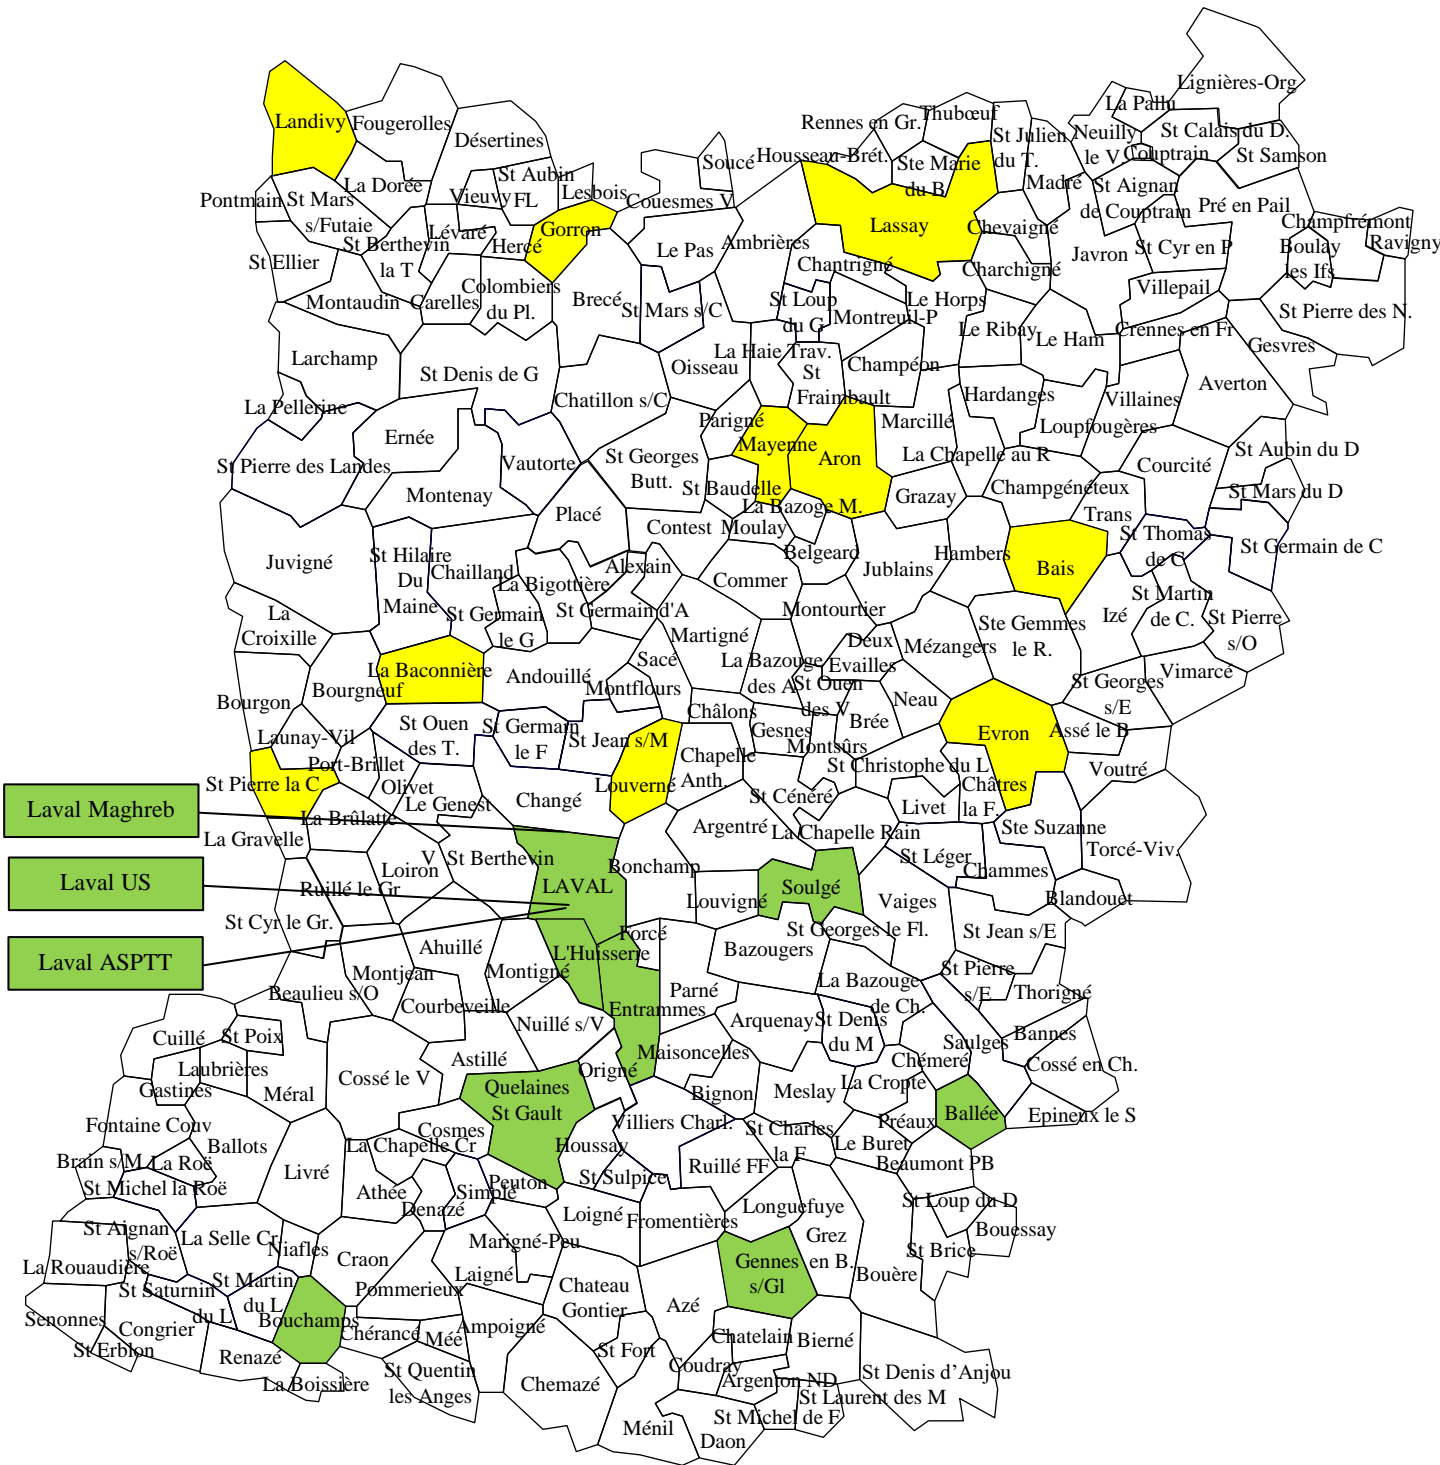 Lignières-Org
Landivy
Fougerolles
Désertines
Soucé
Rennes en Gr.
Thubœuf
La Pallu
St Calais du D.
Housseau-Brét.
Ste Marie
du B
St Julien
du T.
Neuilly
le V.
Couptrain
St Samson
La Dorée
St Aubin
FL
Vieuvy
Lesbois
Couesmes V
Madré
St Aignan
de Couptrain
Pré en Pail
Champfrémont
Pontmain
St Mars
s/Futaie
Lévaré
Hercé
Gorron
Lassay
Chevaigné
Boulay
les Ifs
Ravigny
St Berthevin
la T
Le Pas
Ambrières
Javron
St Cyr en P
St Ellier
Chantrigné
Charchigné
Villepail
Montaudin
Carelles
Colombiers
du Pl.
Brecé
St Mars s/C
St Loup
du G
Montreuil-P
Le Horps
St Pierre des N.
Larchamp
St Denis de G
Oisseau
La Haie Trav.
Champéon
Le Ribay
Le Ham
Crennes en Fr
Gesvres
Averton
St
Fraimbault
Hardanges
Villaines
La Pellerine
Chatillon s/C
Parigné
Marcillé
Loupfougères
Ernée
Mayenne
Aron
La Chapelle au R
Courcité
St Aubin du D
St Pierre des Landes
Vautorte
St Georges
Butt.
St Baudelle
Grazay
Champgénéteux
St Mars du D
Montenay
Placé
La Bazoge M.
Trans
Contest
Moulay
Belgeard
Hambers
St Thomas
de C
St Germain de C
Juvigné
St Hilaire
Du
Maine
Chailland
La Bigottière
Alexain
Commer
Jublains
Bais
La
Croixille
St Germain
le G
St Germain d'A
Martigné
Montourtier
Izé
St Martin
de C.
St Pierre
s/O
Ste Gemmes
le R.
Deux
Evailles
Mézangers
La Baconnière
Andouillé
Sacé
Montflours
La Bazouge
des A
St Ouen
des V
Vimarcé
Bourgon
Bourgneuf
Neau
St Georges
s/E
Châlons
Gesnes
Brée
Launay-Vil
St Ouen
des T.
St Germain
le F
St Jean s/M
Montsûrs
Evron
Assé le B
Port-Brillet
Chapelle
Anth.
St Christophe du L
Voutré
St Pierre la C
Olivet
Louverné
St Cénéré
Livet
Châtres
la F.
Laval Maghreb
La Brûlatte
Le Genest
Changé
Argentré
La Chapelle Rain
Ste Suzanne
La Gravelle
Loiron
V
St Berthevin
Bonchamp
St Léger
Chammes
Torcé-Viv.
Laval US
Ruillé le Gr
LAVAL
Louvigné
Soulgé
Vaiges
Blandouet
St Cyr le Gr.
Ahuillé
L'Huisserie
Forcé
Bazougers
St Georges le Fl.
St Jean s/E
Laval ASPTT
Montjean
Montigné
La Bazouge
de Ch.
St Pierre
s/E
Beaulieu s/O
Courbeveille
Entrammes
Parné
Thorigné
Cuillé
St Poix
Nuillé s/V
Arquenay
St Denis
du M
Bannes
Laubrières
Astillé
Origné
Maisoncelles
Chémeré
Saulges
Cossé en Ch.
Gastines
Méral
Cossé le V
Quelaines
St Gault
Bignon
Meslay
La Cropte
Fontaine Couv
Cosmes
Villiers Charl.
St Charles
la F
Préaux
Ballée
Epineux le S
Ballots
La Chapelle Cr
Houssay
Le Buret
Brain s/M
La Roë
Livré
Ruillé FF
Beaumont PB
St Michel la Roë
Athée
Denazé
Simplé
Peuton
St Sulpice
Longuefuye
St Loup du D
St Aignan
s/Roë
La Selle Cr
Niafles
Loigné
Fromentières
Bouessay
La Rouaudière
Craon
Marigné-Peu
Grez
en B.
St Brice
St Saturnin
du L
St Martin
du L
Pommerieux
Laigné
Chateau
Gontier
Azé
Gennes
s/Gl
Bouère
Senonnes
Congrier
Bouchamps
Chérancé
Mée
Ampoigné
St Fort
Chatelain
Bierné
St Erblon
Renazé
St Quentin
les Anges
Chemazé
Coudray
Argenton ND
St Denis d’Anjou
La Boissière
St Laurent des M
Ménil
Daon
St Michel de F